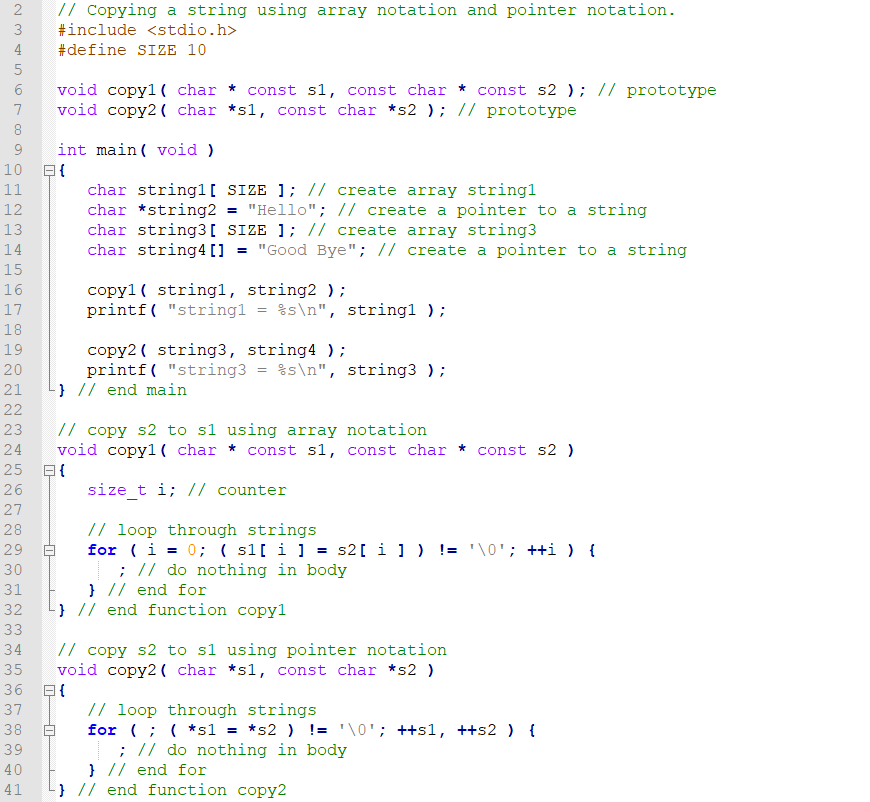 2 // Copying a string using array notation and pointer notation.
3 #include <stdio.h>
4 #define SIZE 10
5
6 void copy1( char * const s1, const char * const s2 ); // prototype
7 void copy2( char *s1, const char *s2 ); // prototype
8
9 int main( void )
10 {
11    char string1[ SIZE ]; // create array string1
12    char *string2 = "Hello"; // create a pointer to a string
13    char string3[ SIZE ]; // create array string3
14    char string4[] = "Good Bye"; // create a pointer to a string
15
16    copy1( string1, string2 );
17    printf( "string1 = %s\n", string1 );
18
19    copy2( string3, string4 );
20    printf( "string3 = %s\n", string3 );
21 } // end main
22
23 // copy s2 to s1 using array notation
24 void copy1( char * const s1, const char * const s2 )
25 {
26    size_t i; // counter
27
28    // loop through strings
29    for ( i = 0; ( s1[ i ] = s2[ i ] ) != '\0'; ++i ) {
30       ; // do nothing in body
31    } // end for
32 } // end function copy1
33
34 // copy s2 to s1 using pointer notation
35 void copy2( char *s1, const char *s2 )
36 {
37    // loop through strings
38    for ( ; ( *s1 = *s2 ) != '\0'; ++s1, ++s2 ) {
39       ; // do nothing in body
40    } // end for
41 } // end function copy2